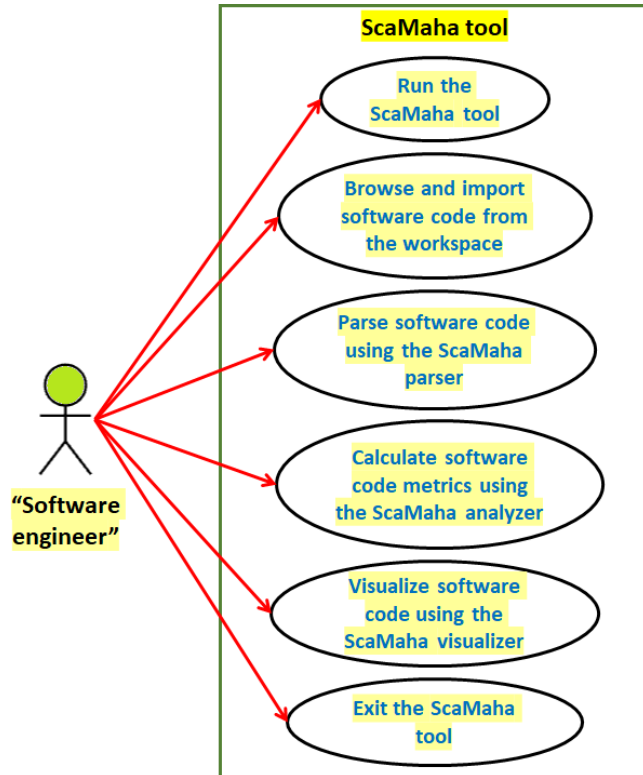 ScaMaha tool
Run the
ScaMaha tool
Browse and import
software code from
the workspace
Parse software code
using the ScaMaha
parser
Calculate software
code metrics using
the ScaMaha analyzer
Visualize software
code using the
ScaMaha visualizer
Exit the ScaMaha
tool
“Software
engineer”